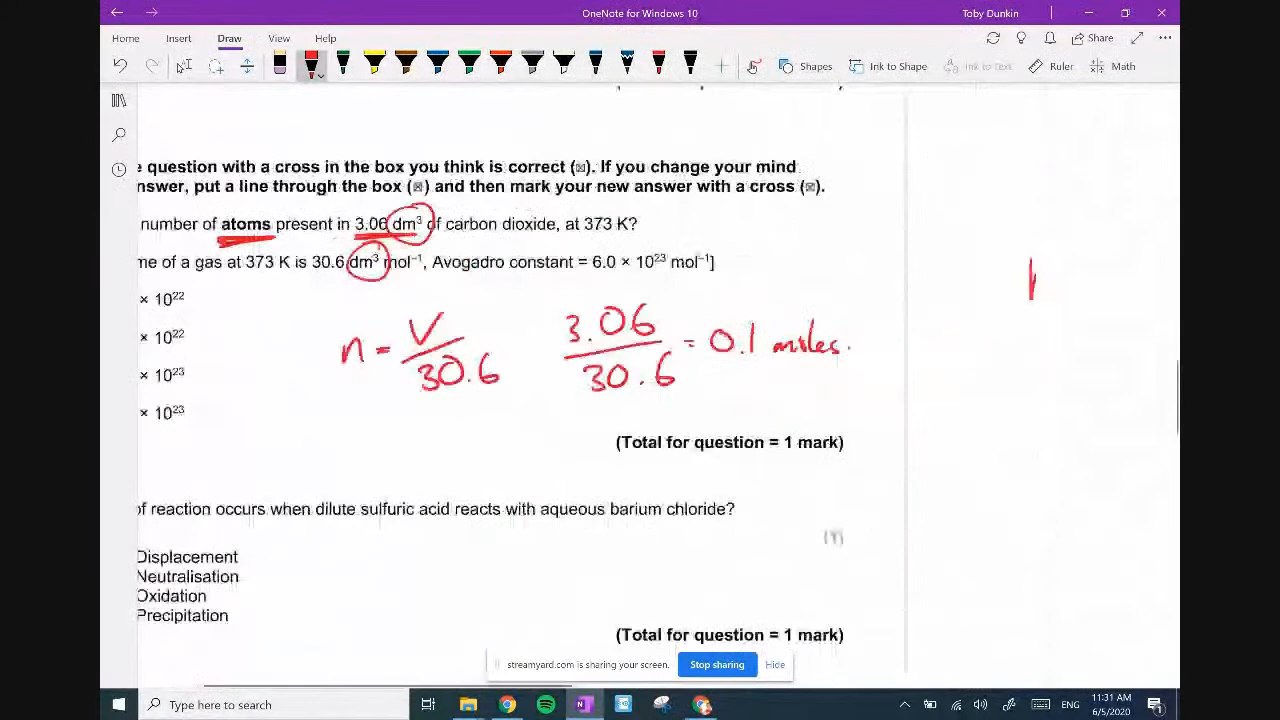 OneNote for Windows 10
Toby Dunkin
Home Insert Draw View Help
Share
Shapes Ink to Shape Ink to Text Ruler Math
e question with a cross in the box you think is correct (☒). If you change your mind
nswer, put a line through the box (☒) and then mark your new answer with a cross (☒).
number of atoms present in 3.06 dm³ of carbon dioxide, at 373 K?
me of a gas at 373 K is 30.6 dm³ mol⁻¹, Avogadro constant = 6.0 × 10²³ mol⁻¹]
× 10²²
× 10²²
× 10²³
× 10²³
n = V/30.6 3.06/30.6 = 0.1 moles.
(Total for question = 1 mark)
of reaction occurs when dilute sulfuric acid reacts with aqueous barium chloride?
(1)
Displacement
Neutralisation
Oxidation
Precipitation
(Total for question = 1 mark)
streamyard.com is sharing your screen. Stop sharing Hide
Type here to search
ENG
11:31 AM
6/5/2020